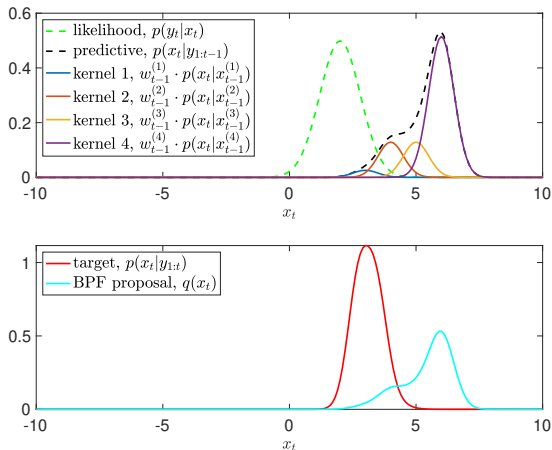 0.6
0.4
0.2
0
likelihood, p(y_t|x_t)
predictive, p(x_t|y_{1:t−1})
kernel 1, w_{t−1}^{(1)} · p(x_t|x_{t−1}^{(1)})
kernel 2, w_{t−1}^{(2)} · p(x_t|x_{t−1}^{(2)})
kernel 3, w_{t−1}^{(3)} · p(x_t|x_{t−1}^{(3)})
kernel 4, w_{t−1}^{(4)} · p(x_t|x_{t−1}^{(4)})
-10 -5 0 5 10
x_t
1
0.5
0
target, p(x_t|y_{1:t})
BPF proposal, q(x_t)
-10 -5 0 5 10
x_t